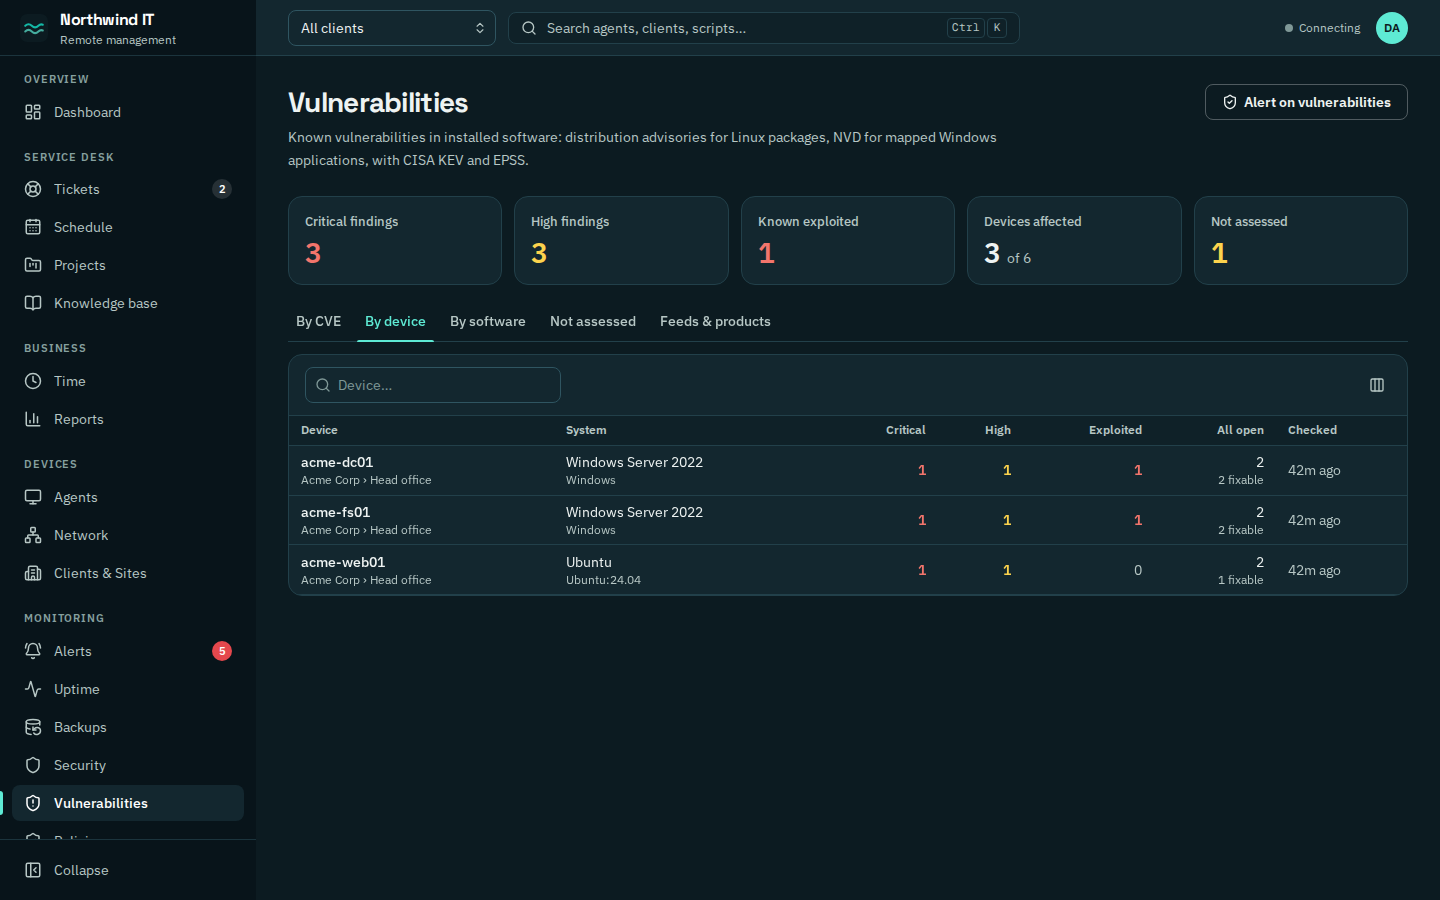 Northwind IT
Remote management
All clients
Search agents, clients, scripts...
Ctrl K
Connecting
DA
OVERVIEW
Dashboard
SERVICE DESK
Tickets 2
Schedule
Projects
Knowledge base
BUSINESS
Time
Reports
DEVICES
Agents
Network
Clients & Sites
MONITORING
Alerts 5
Uptime
Backups
Security
Vulnerabilities
Collapse
Vulnerabilities
Alert on vulnerabilities
Known vulnerabilities in installed software: distribution advisories for Linux packages, NVD for mapped Windows
applications, with CISA KEV and EPSS.
Critical findings
3
High findings
3
Known exploited
1
Devices affected
3 of 6
Not assessed
1
By CVE By device By software Not assessed Feeds & products
Device...
Device System Critical High Exploited All open Checked
acme-dc01 Windows Server 2022 1 1 1 2 42m ago
Acme Corp › Head office Windows 2 fixable
acme-fs01 Windows Server 2022 1 1 1 2 42m ago
Acme Corp › Head office Windows 2 fixable
acme-web01 Ubuntu 1 1 0 2 42m ago
Acme Corp › Head office Ubuntu:24.04 1 fixable